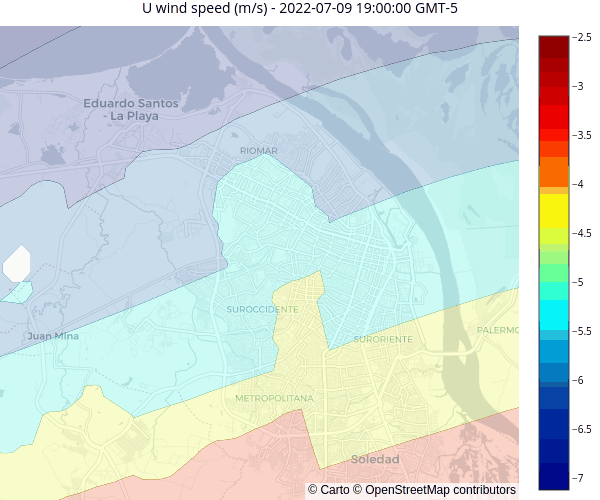 U wind speed (m/s) - 2022-07-09 19:00:00 GMT-5
Eduardo Santos
- La Playa
RIOMAR
SUROCCIDENTE
Juan Mina
SURORIENTE
PALERMO
METROPOLITANA
Soledad
© Carto © OpenStreetMap contributors
−2.5
−3
−3.5
−4
−4.5
−5
−5.5
−6
−6.5
−7